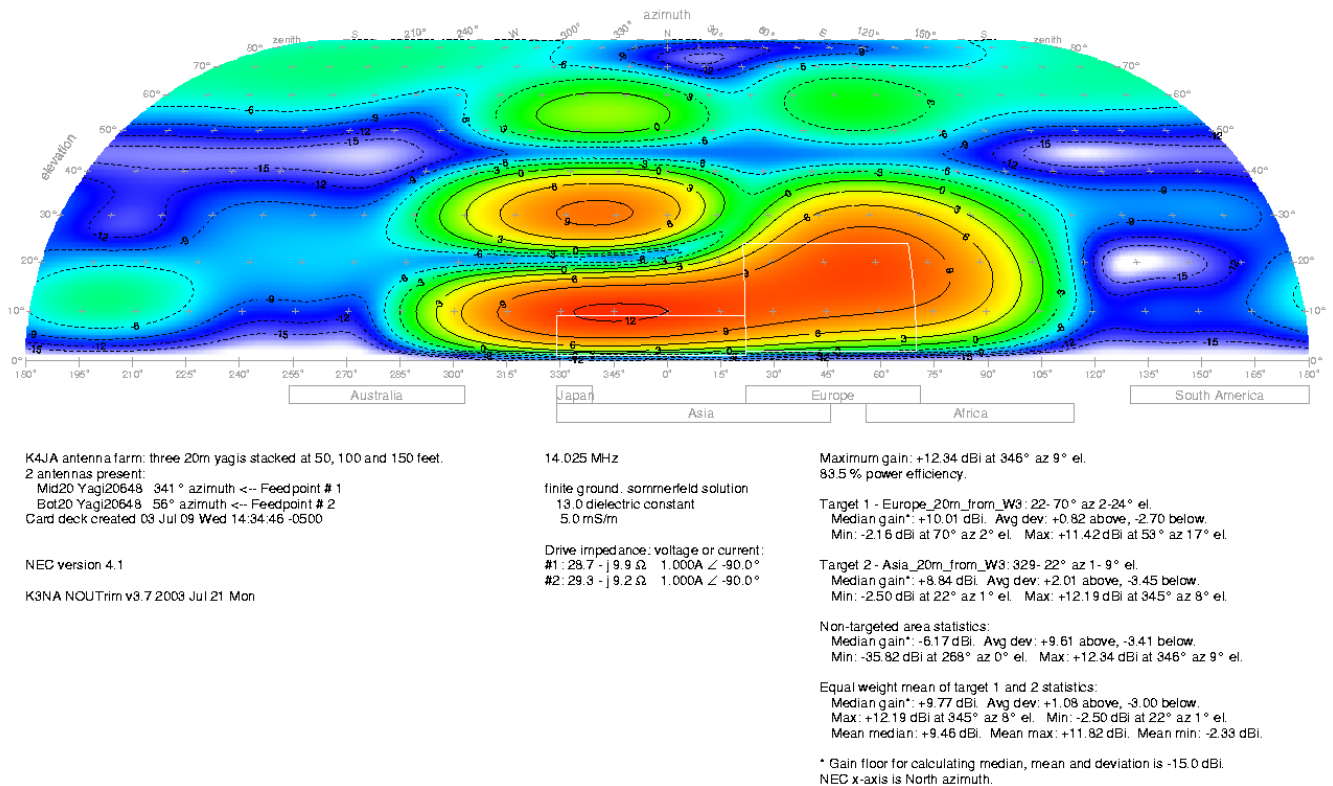 azimuth
S 210° 240° W 300° 330° N 30° 60° E 120° 150° S
zenith zenith
elevation
80° 70° 60° 50° 40° 30° 20° 10° 0°
80° 70° 60° 50° 40° 30° 20° 10° 0°
180° 195° 210° 225° 240° 255° 270° 285° 300° 310° 330° 345° 0° 15° 30° 45° 60° 75° 90° 105° 120° 135° 150° 165° 180°
Australia Japan Europe South America
Asia Africa
K4JA antenna farm: three 20m yagis stacked at 50, 100 and 150 feet.
2 antennas present:
Mid20 Yagi20648 341° azimuth <-- Feedpoint # 1
Bot20 Yagi20648 56° azimuth <-- Feedpoint # 2
Card deck created 03 Jul 09 Wed 14:34:46 -0500
NEC version 4.1
K3NA NOUTrim v3.7 2003 Jul 21 Mon
14.025 MHz
finite ground. sommerfeld solution
13.0 dielectric constant
5.0 mS/m
Drive impedance: voltage or current:
#1: 28.7 - j 9.9 Ω 1.000A ∠ -90.0°
#2: 29.3 - j 9.2 Ω 1.000A ∠ -90.0°
Maximum gain: +12.34 dBi at 346° az 9° el.
83.5 % power efficiency.
Target 1 - Europe_20m_from_W3: 22- 70° az 2-24° el.
Median gain*: +10.01 dBi. Avg dev: +0.82 above, -2.70 below.
Min: -2.16 dBi at 70° az 2° el. Max: +11.42 dBi at 53° az 17° el.
Target 2 - Asia_20m_from_W3: 329- 22° az 1- 9° el.
Median gain*: +8.84 dBi. Avg dev: +2.01 above, -3.45 below.
Min: -2.50 dBi at 22° az 1° el. Max: +12.19 dBi at 345° az 8° el.
Non-targeted area statistics:
Median gain*: -6.17 dBi. Avg dev: +9.61 above, -3.41 below.
Min: -35.82 dBi at 268° az 0° el. Max: +12.34 dBi at 346° az 9° el.
Equal weight mean of target 1 and 2 statistics:
Median gain*: +9.77 dBi. Avg dev: +1.08 above, -3.00 below.
Max: +12.19 dBi at 345° az 8° el. Min: -2.50 dBi at 22° az 1° el.
Mean median: +9.46 dBi. Mean max: +11.82 dBi. Mean min: -2.33 dBi.
* Gain floor for calculating median, mean and deviation is -15.0 dBi.
NEC x-axis is North azimuth.